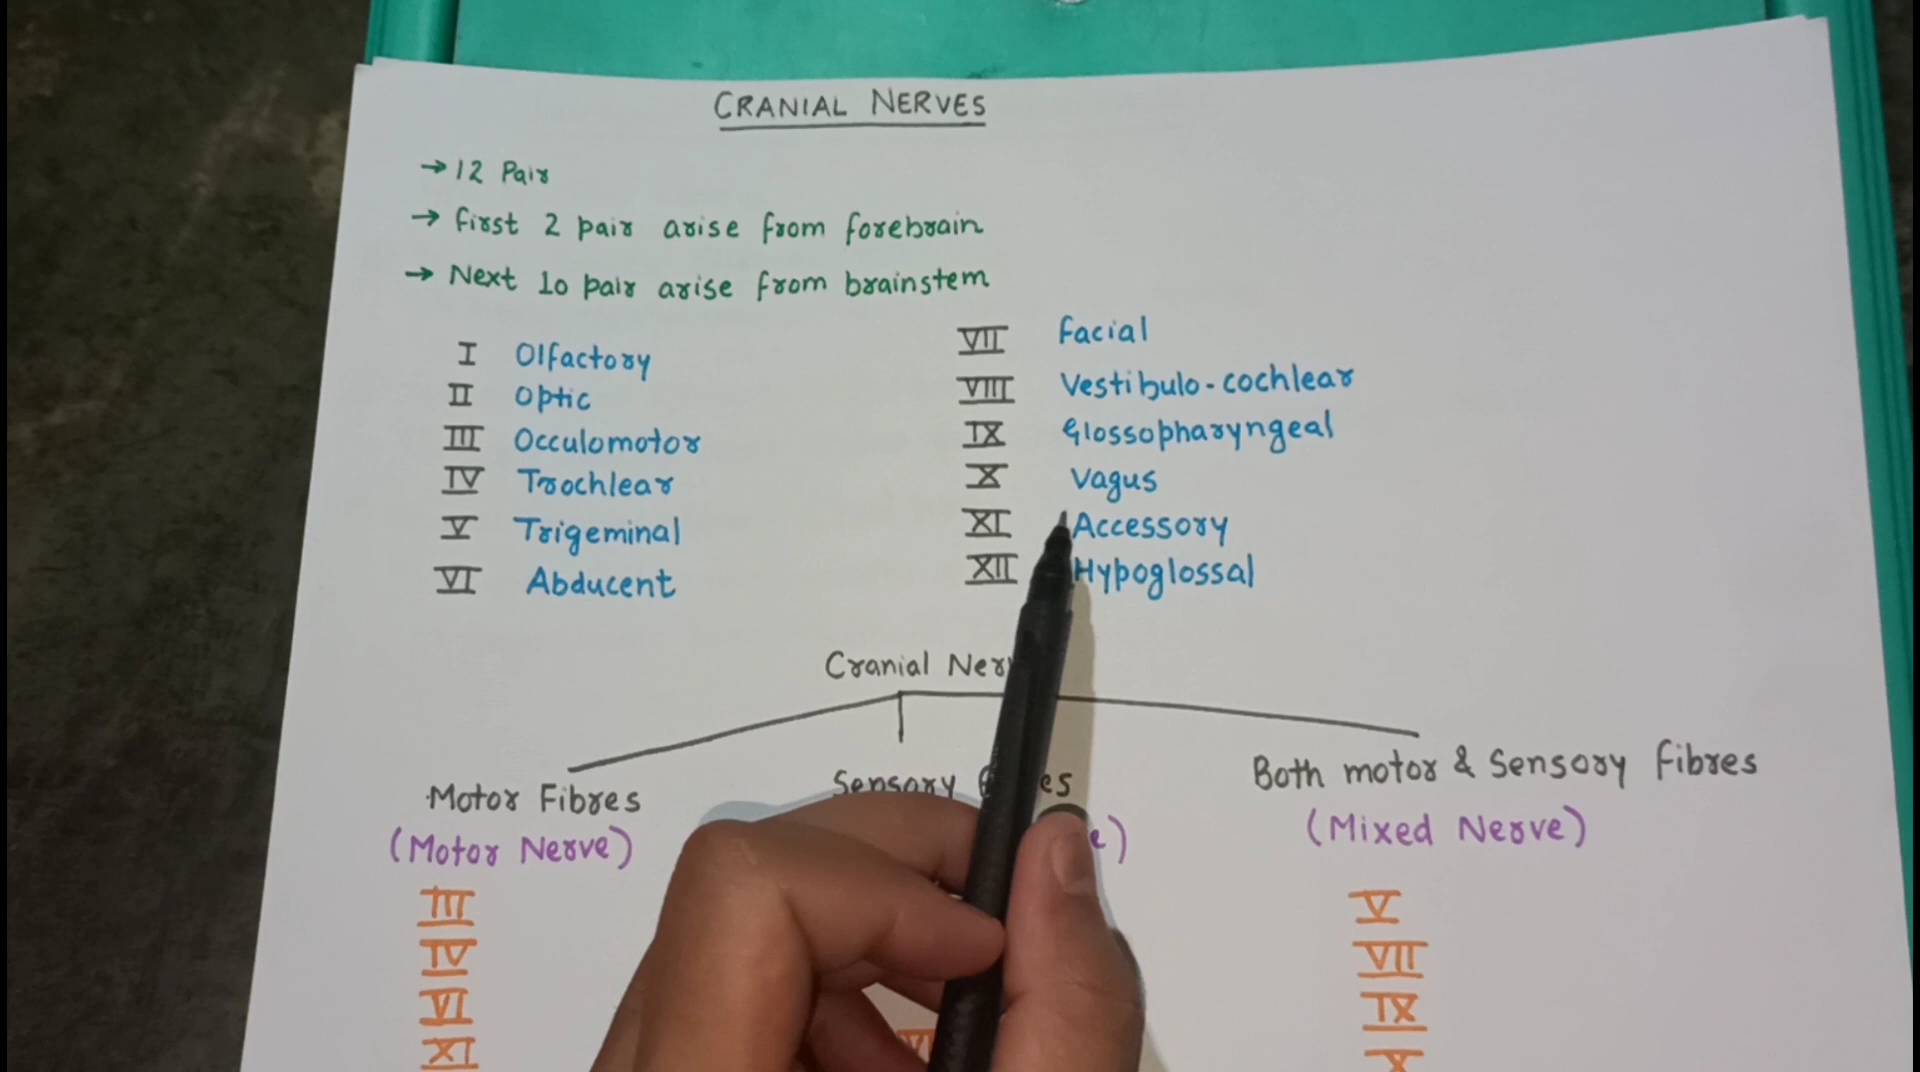 CRANIAL NERVES
→ 12 Pair
→ First 2 pair arise from forebrain
→ Next 10 pair arise from brainstem
I Olfactory
II Optic
III Occulomotor
IV Trochlear
V Trigeminal
VI Abducent
VII Facial
VIII Vestibulo-cochlear
IX Glossopharyngeal
X Vagus
XI Accessory
XII Hypoglossal
Cranial
Motor Fibres
(Motor Nerve)
III
IV
VI
XI
Sensory
Both motor & Sensory Fibres
(Mixed Nerve)
V
VII
IX
X